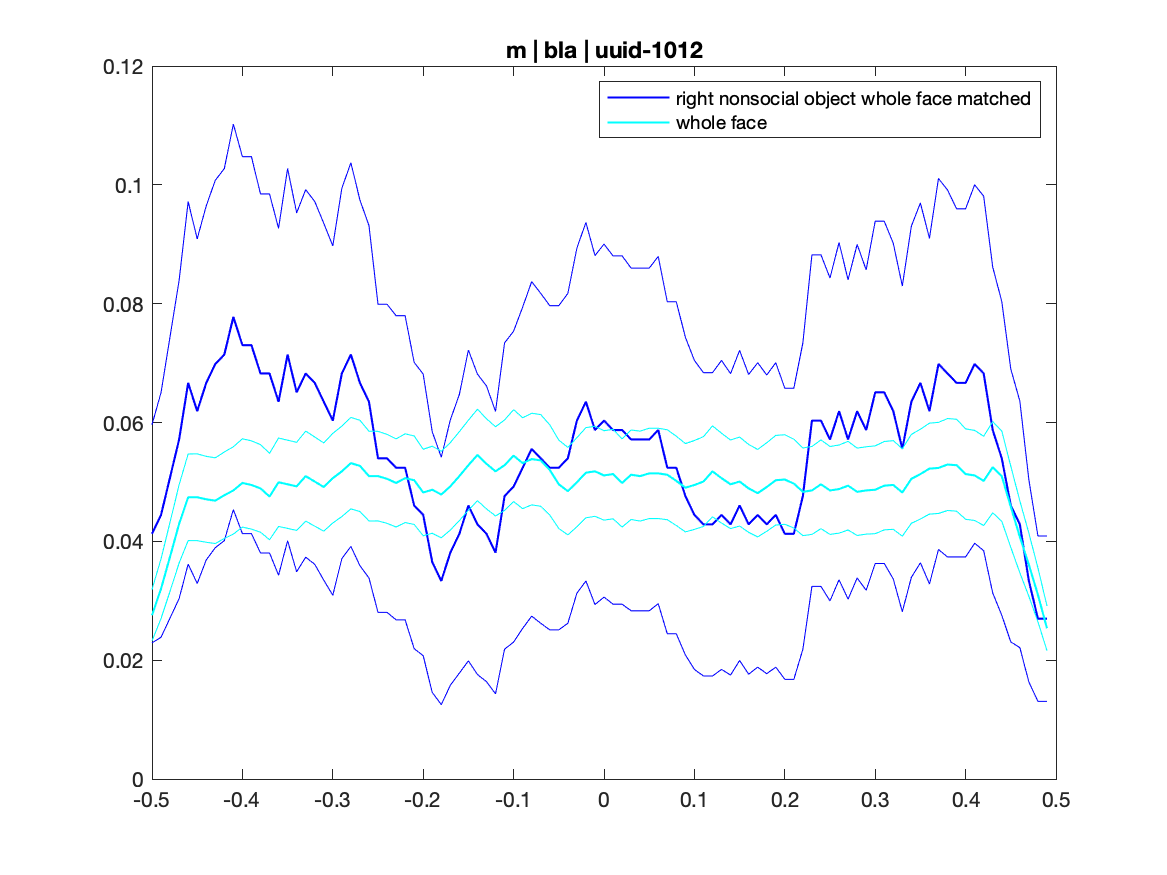 m | bla | uuid-1012
right nonsocial object whole face matched
whole face
0.12
0.1
0.08
0.06
0.04
0.02
0
-0.5 -0.4 -0.3 -0.2 -0.1 0 0.1 0.2 0.3 0.4 0.5